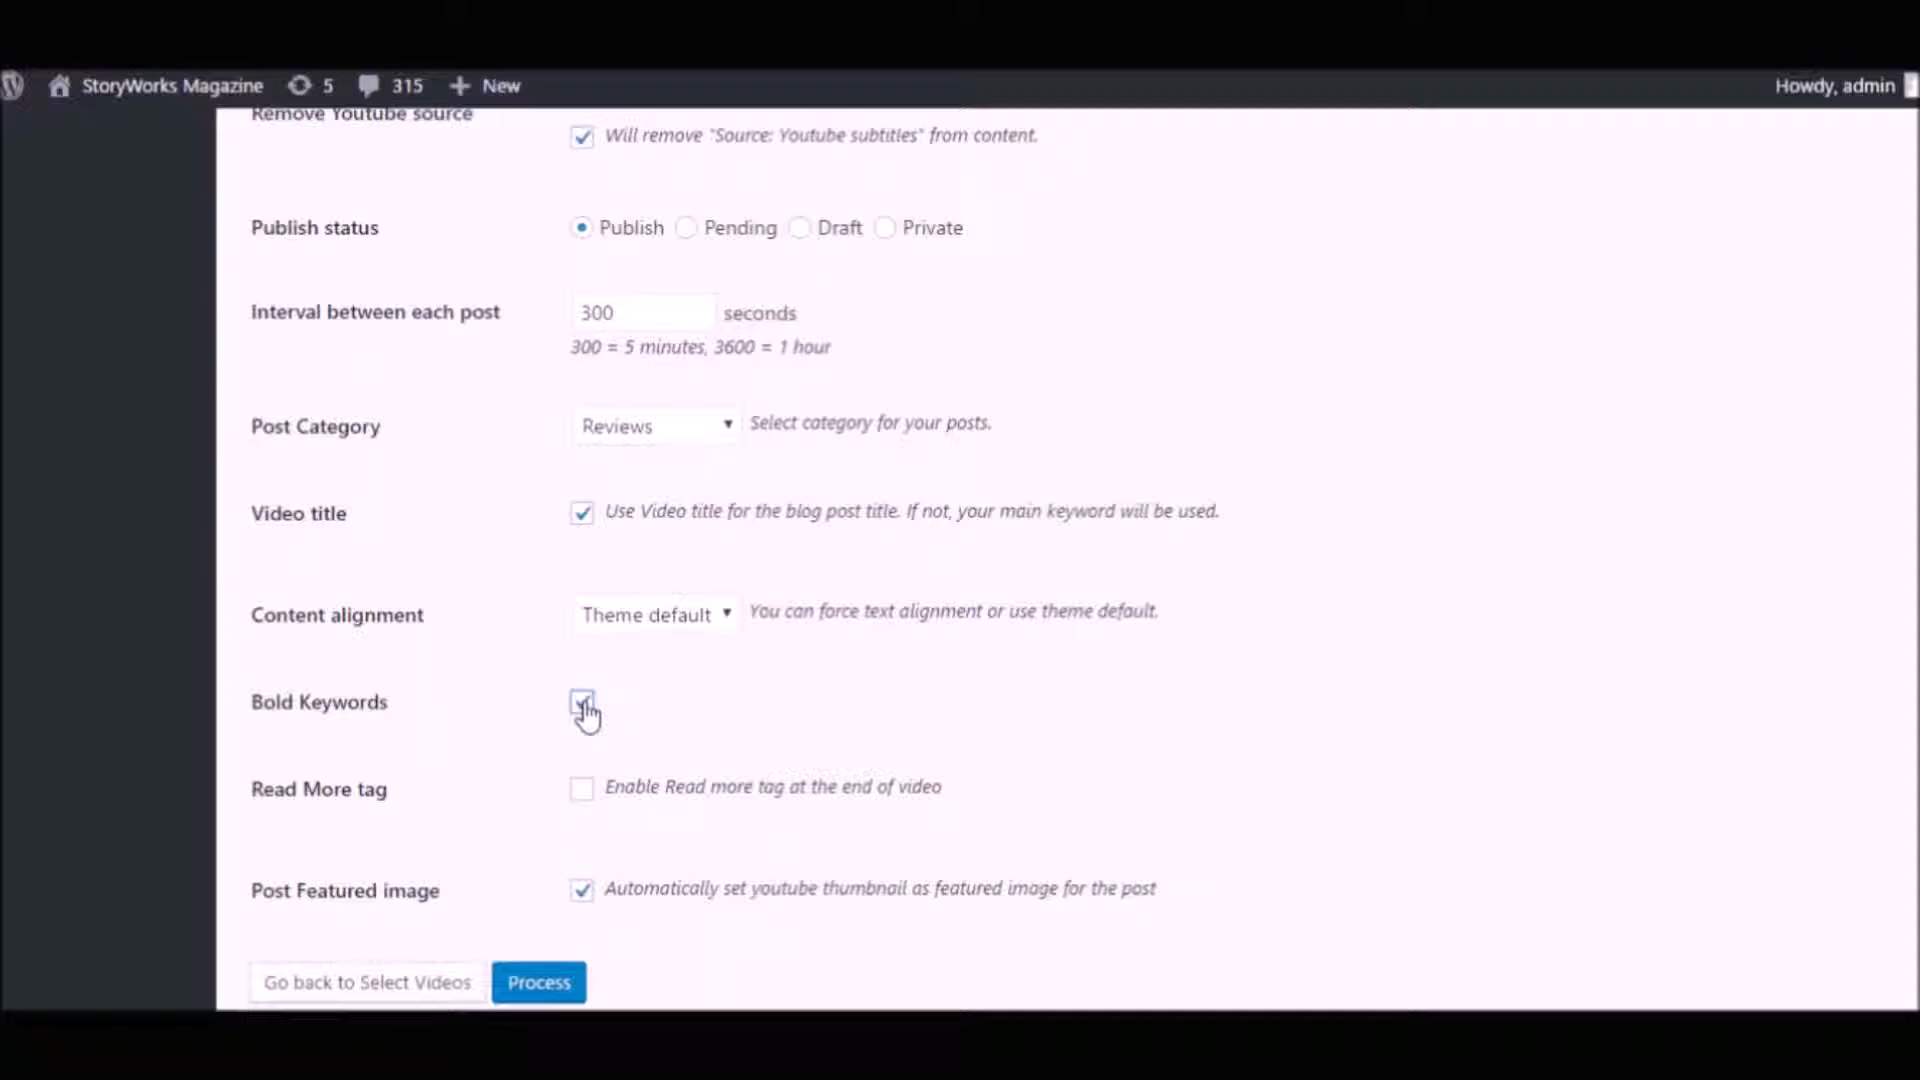 StoryWorks Magazine 5 315 New Howdy, admin
Remove Youtube source
Will remove "Source: Youtube subtitles" from content.
Publish status Publish Pending Draft Private
Interval between each post 300 seconds
300 = 5 minutes, 3600 = 1 hour
Post Category Reviews Select category for your posts.
Video title Use Video title for the blog post title. If not, your main keyword will be used.
Content alignment Theme default You can force text alignment or use theme default.
Bold Keywords
Read More tag Enable Read more tag at the end of video
Post Featured image Automatically set youtube thumbnail as featured image for the post
Go back to Select Videos Process